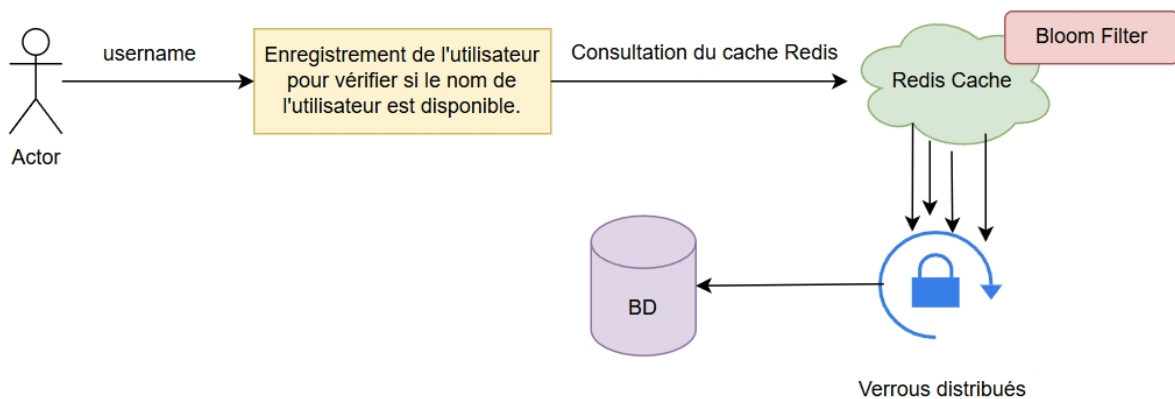 username
Enregistrement de l'utilisateur
pour vérifier si le nom de
l'utilisateur est disponible.
Consultation du cache Redis
Bloom Filter
Redis Cache
Actor
BD
Verrous distribués